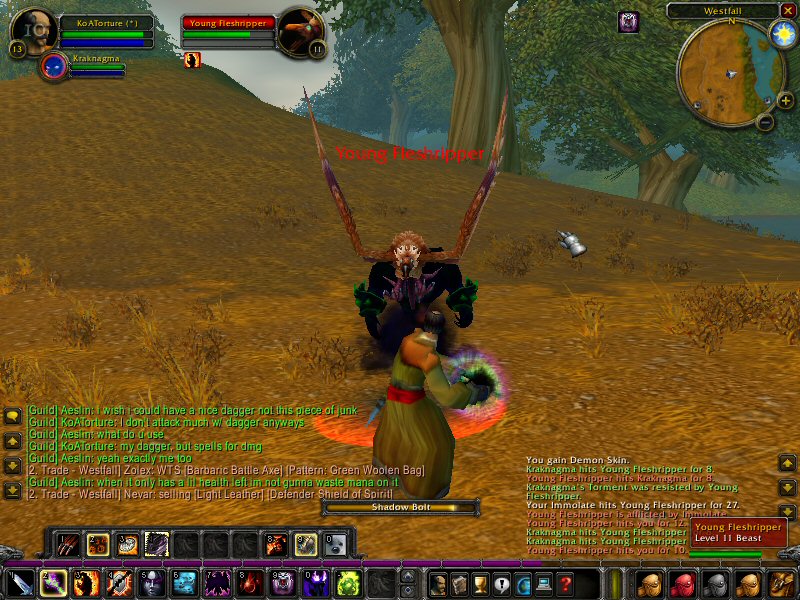 KoATorture (*)
13
Kraknagma
Young Fleshripper
11
Westfall
N
Young Fleshripper
[Guild] Aeslin: i wish i could have a nice dagger not this piece of junk
[Guild] KoATorture: I don't attack much w/ dagger anyways
[Guild] Aeslin: what do d use
[Guild] KoATorture: my dagger, but spells for dmg
[Guild] Aeslin: yeah exactly me too
2. Trade - Westfall] Zolex: WTS [Barbaric Battle Axe] [Pattern: Green Woolen Bag]
[Guild] Aeslin: when it only has a lil health left im not gunna waste mana on it
2. Trade - Westfall] Nevar: selling [Light Leather] [Defender Shield of Spirit]
Shadow Bolt
You gain Demon Skin.
Kraknagma hits Young Fleshripper for 8.
Young Fleshripper hits Kraknagma for 8.
Kraknagma's Torment was resisted by Young
Fleshripper.
Your Immolate hits Young Fleshripper for 27.
Young Fleshripper is afflicted by Immolate.
Young Fleshripper hits you for 12.
Kraknagma hits Young Fleshripper
Kraknagma hits Young Fleshripper
Young Fleshripper hits you for 10.
Young Fleshripper
Level 11 Beast